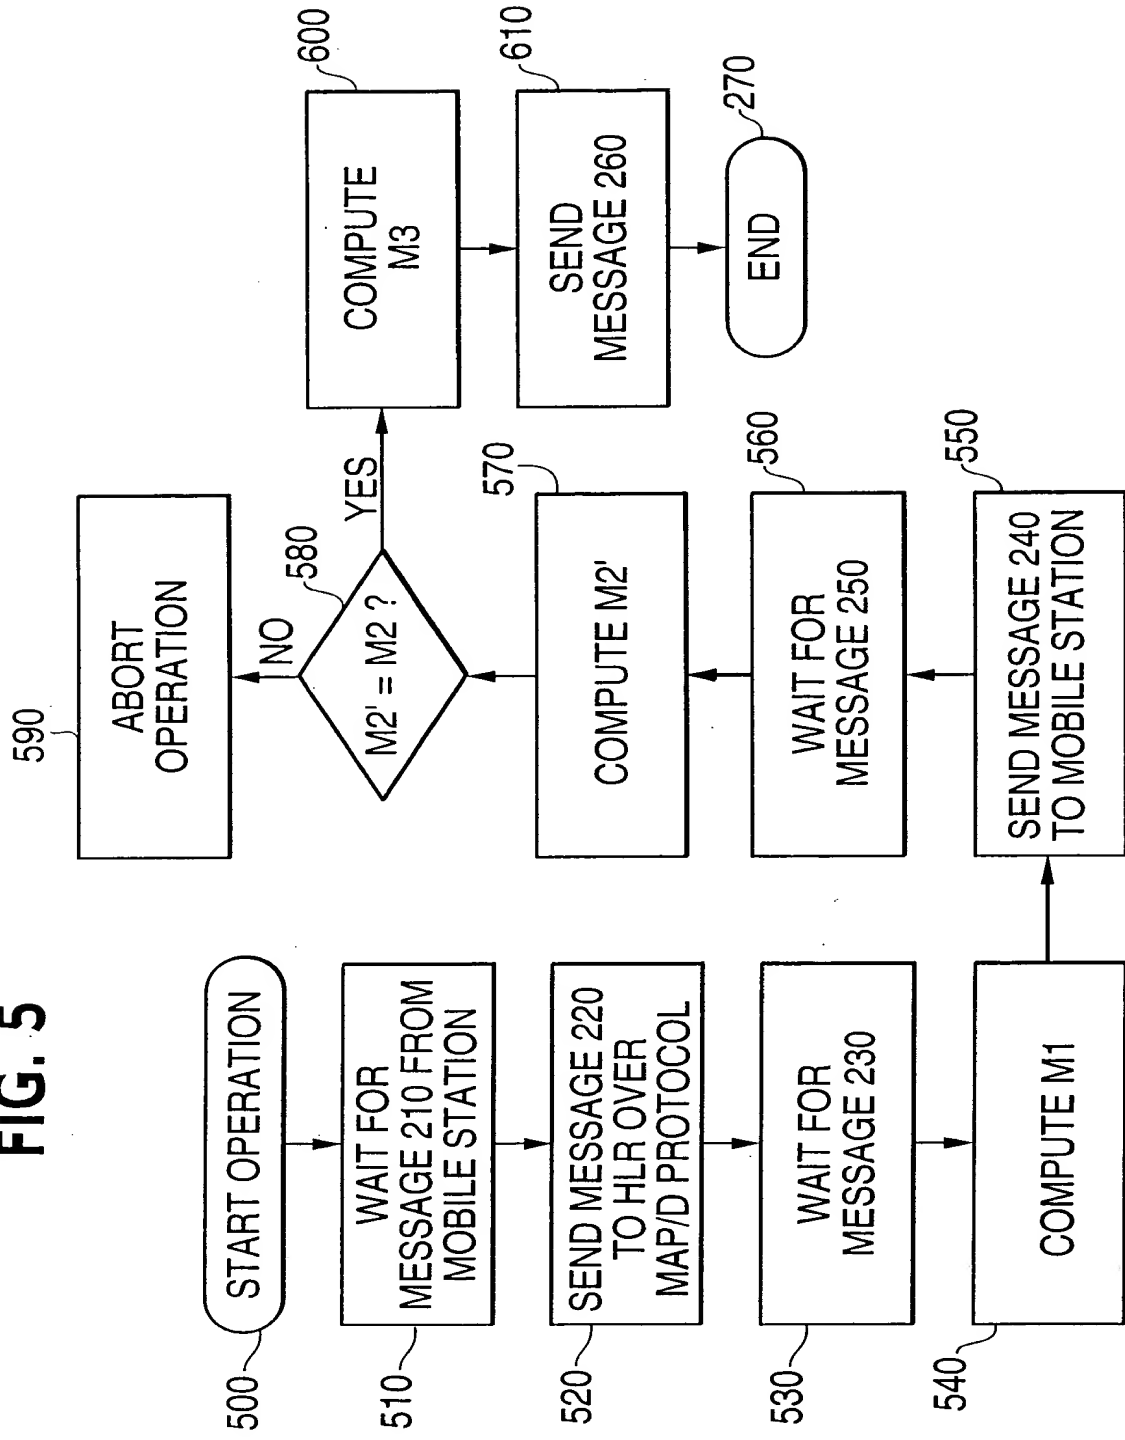 FIG. 5
500
START OPERATION
510
WAIT FOR
MESSAGE 210 FROM
MOBILE STATION
520
SEND MESSAGE 220
TO HLR OVER
MAP/D PROTOCOL
530
WAIT FOR
MESSAGE 230
540
COMPUTE M1
550
SEND MESSAGE 240
TO MOBILE STATION
560
WAIT FOR
MESSAGE 250
570
COMPUTE M2'
580
M2' = M2 ?
NO
YES
590
ABORT
OPERATION
600
COMPUTE
M3
610
SEND
MESSAGE 260
270
END